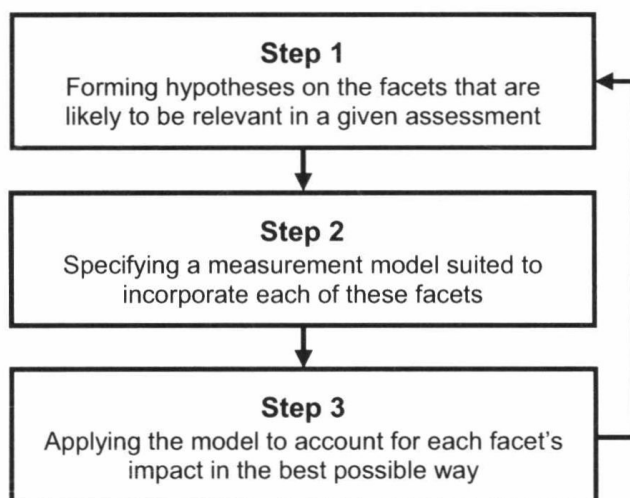 Step 1
Forming hypotheses on the facets that are
likely to be relevant in a given assessment
Step 2
Specifying a measurement model suited to
incorporate each of these facets
Step 3
Applying the model to account for each facet's
impact in the best possible way